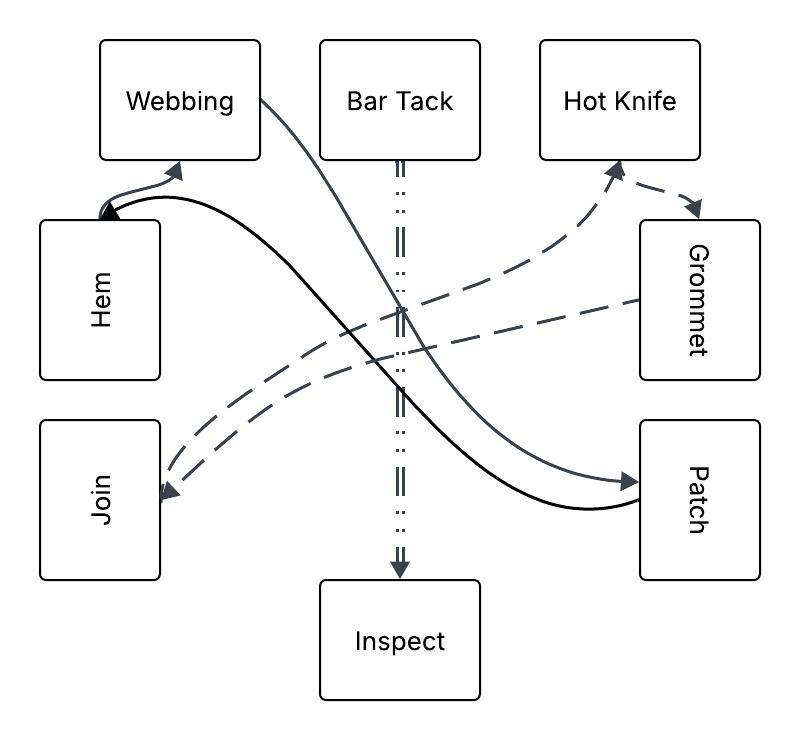 Webbing
Bar Tack
Hot Knife
Hem
Grommet
Join
Patch
Inspect